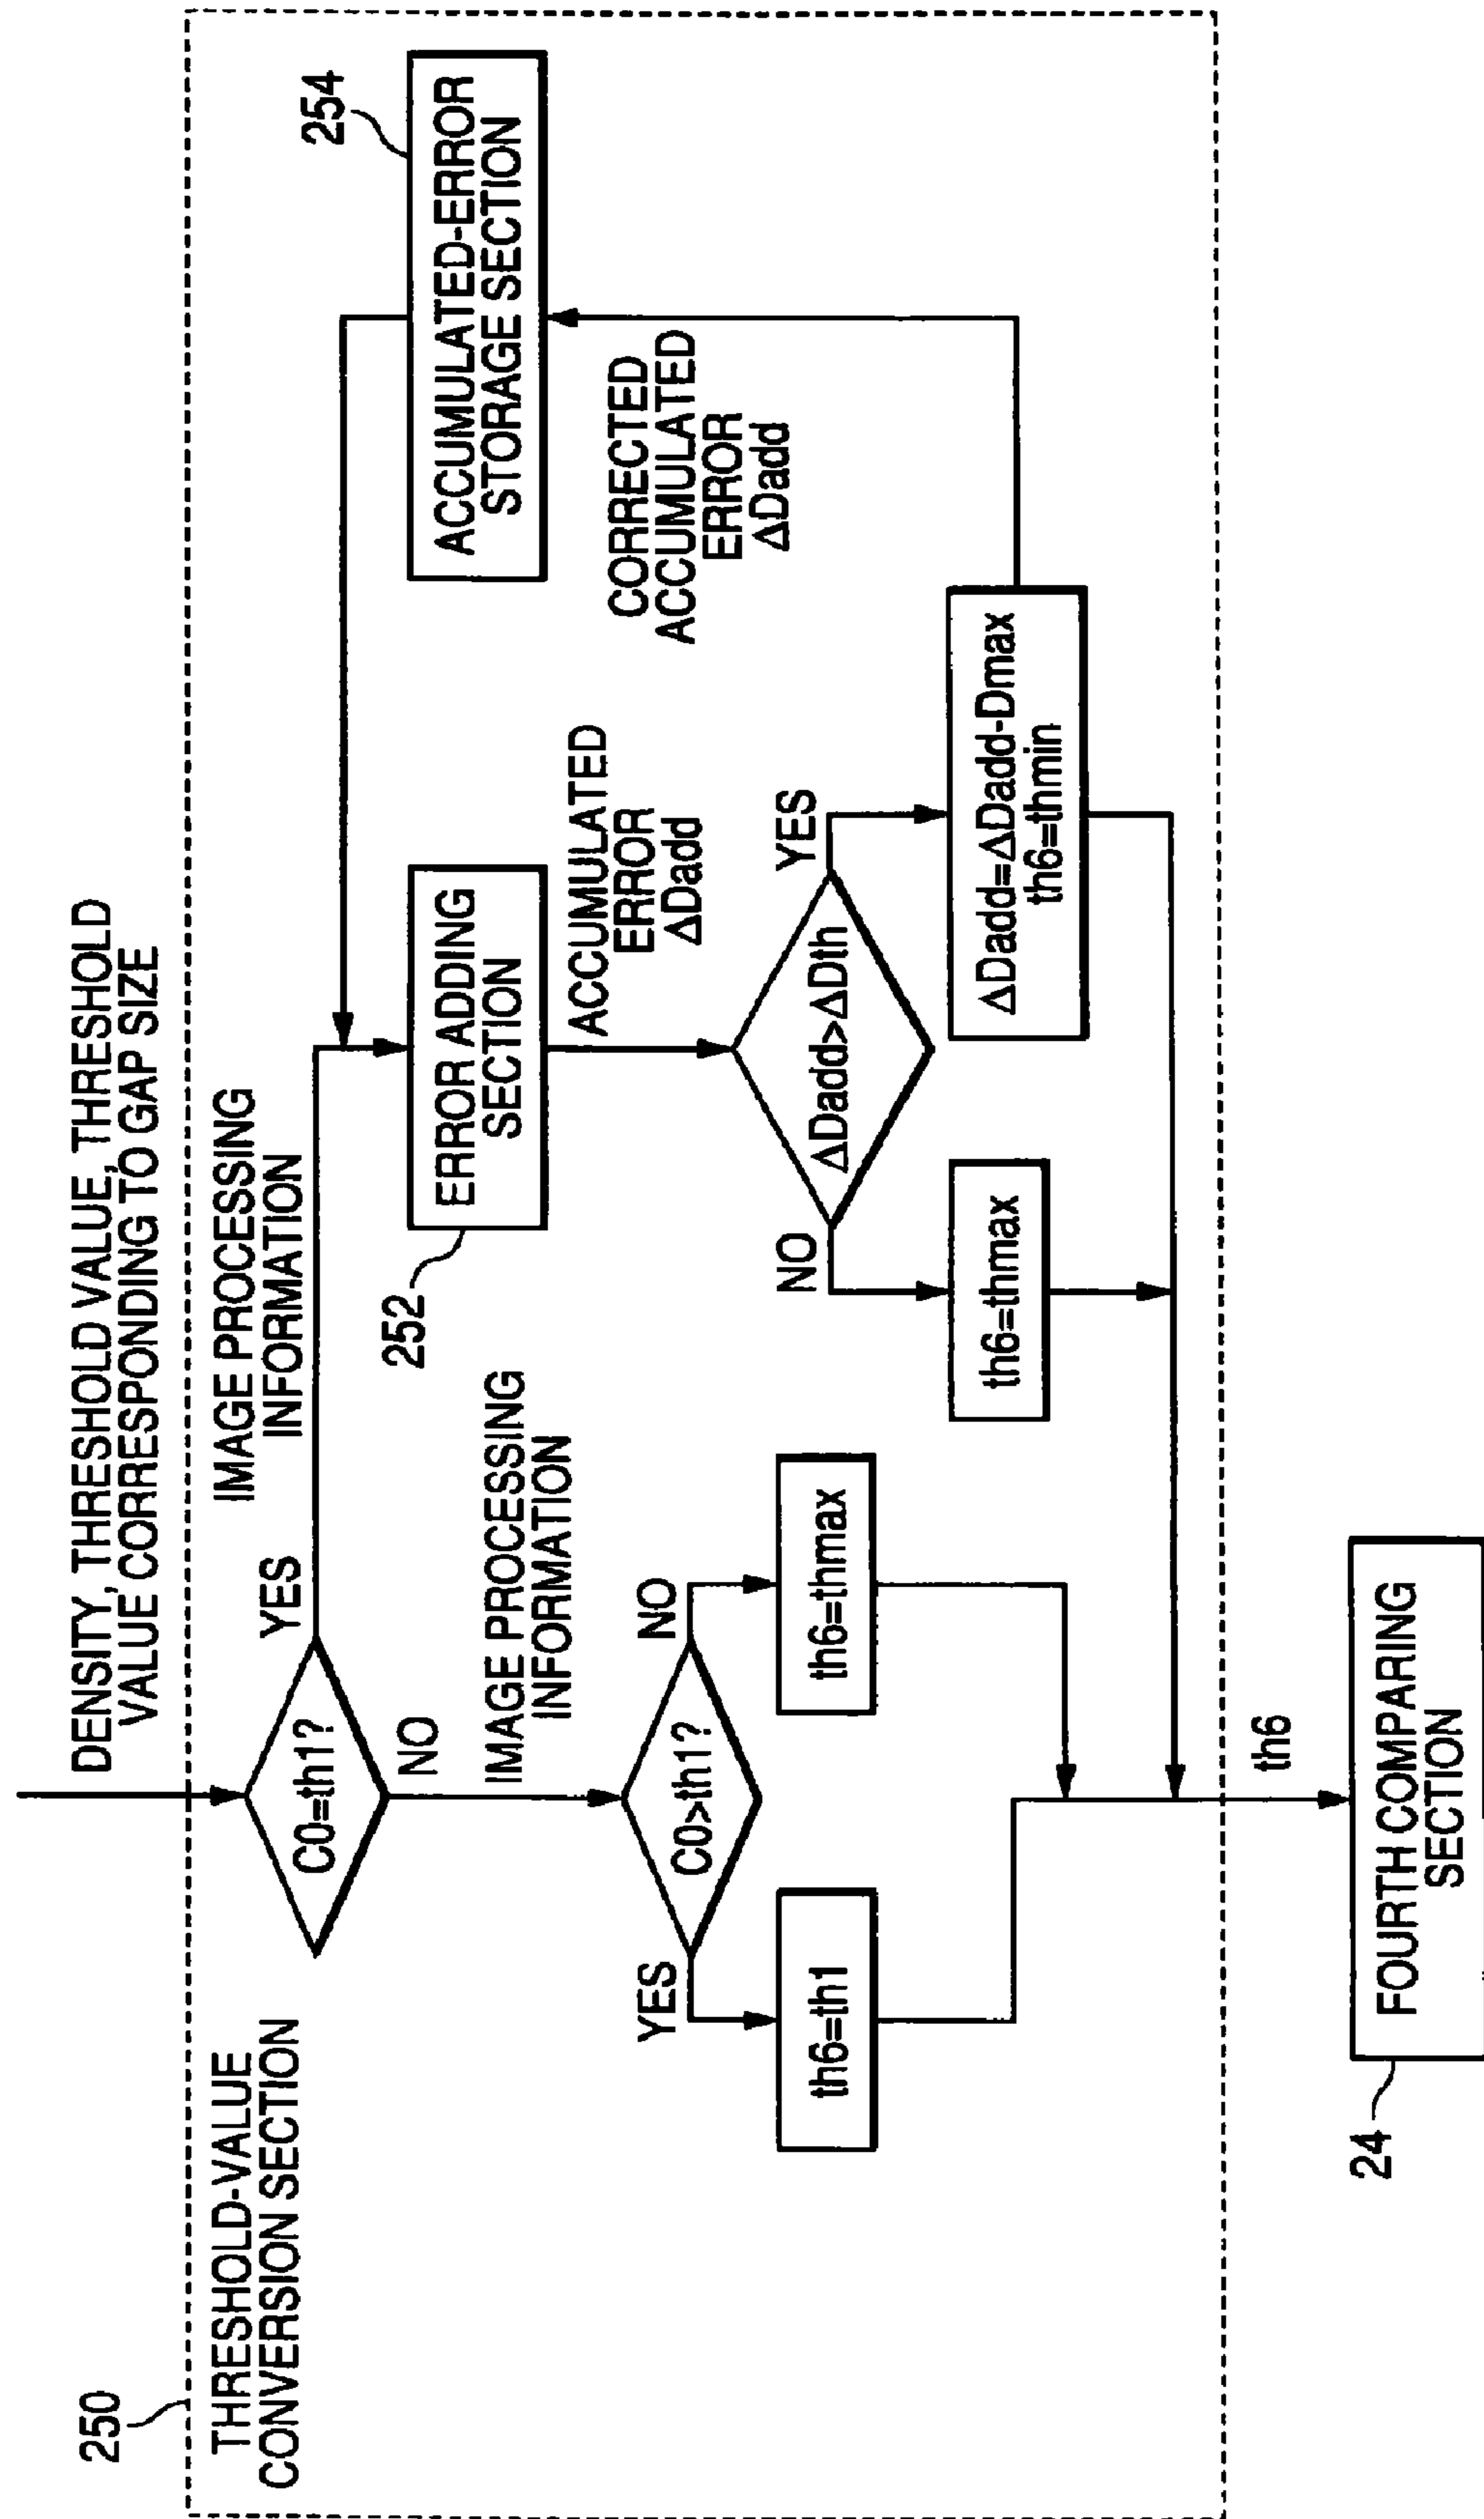 DENSITY, THRESHOLD VALUE, THRESHOLD
VALUE CORRESPONDING TO GAP SIZE
250
THRESHOLD-VALUE
CONVERSION SECTION
C0=th1?
YES
NO
IMAGE PROCESSING
INFORMATION
IMAGE PROCESSING
INFORMATION
C0>th1?
YES
NO
th6=th1
th6=thmax
252
ERROR ADDING
SECTION
254
ACCUMULATED-ERROR
STORAGE SECTION
ACCUMULATED
ERROR
ΔDadd
CORRECTED
ACCUMULATED
ERROR
ΔDadd
ΔDadd>ΔDth
NO
YES
th6=thmax
ΔDadd=ΔDadd-Dmax
th6=thmin
th6
24
FOURTH COMPARING
SECTION